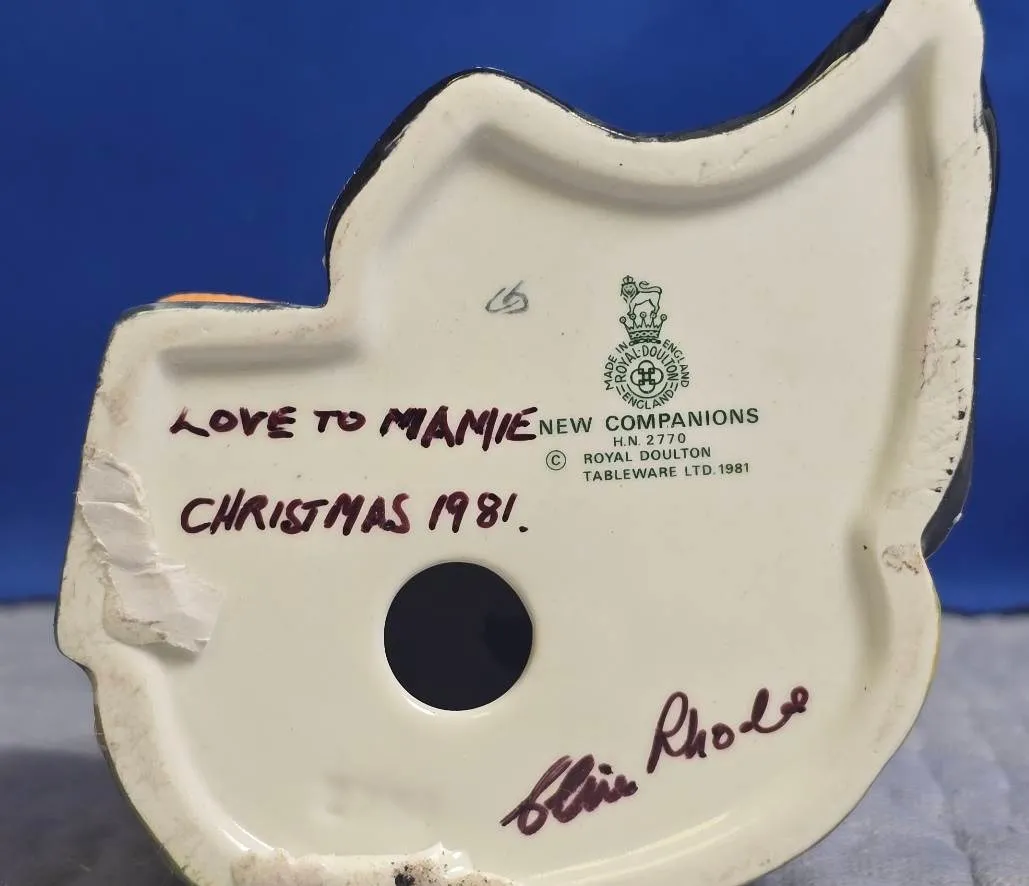 MADE IN ENGLAND
ROYAL·DOULTON
ENGLAND
NEW COMPANIONS
H.N. 2770
© ROYAL DOULTON
TABLEWARE LTD. 1981
LOVE TO MAMIE
CHRISTMAS 1981.